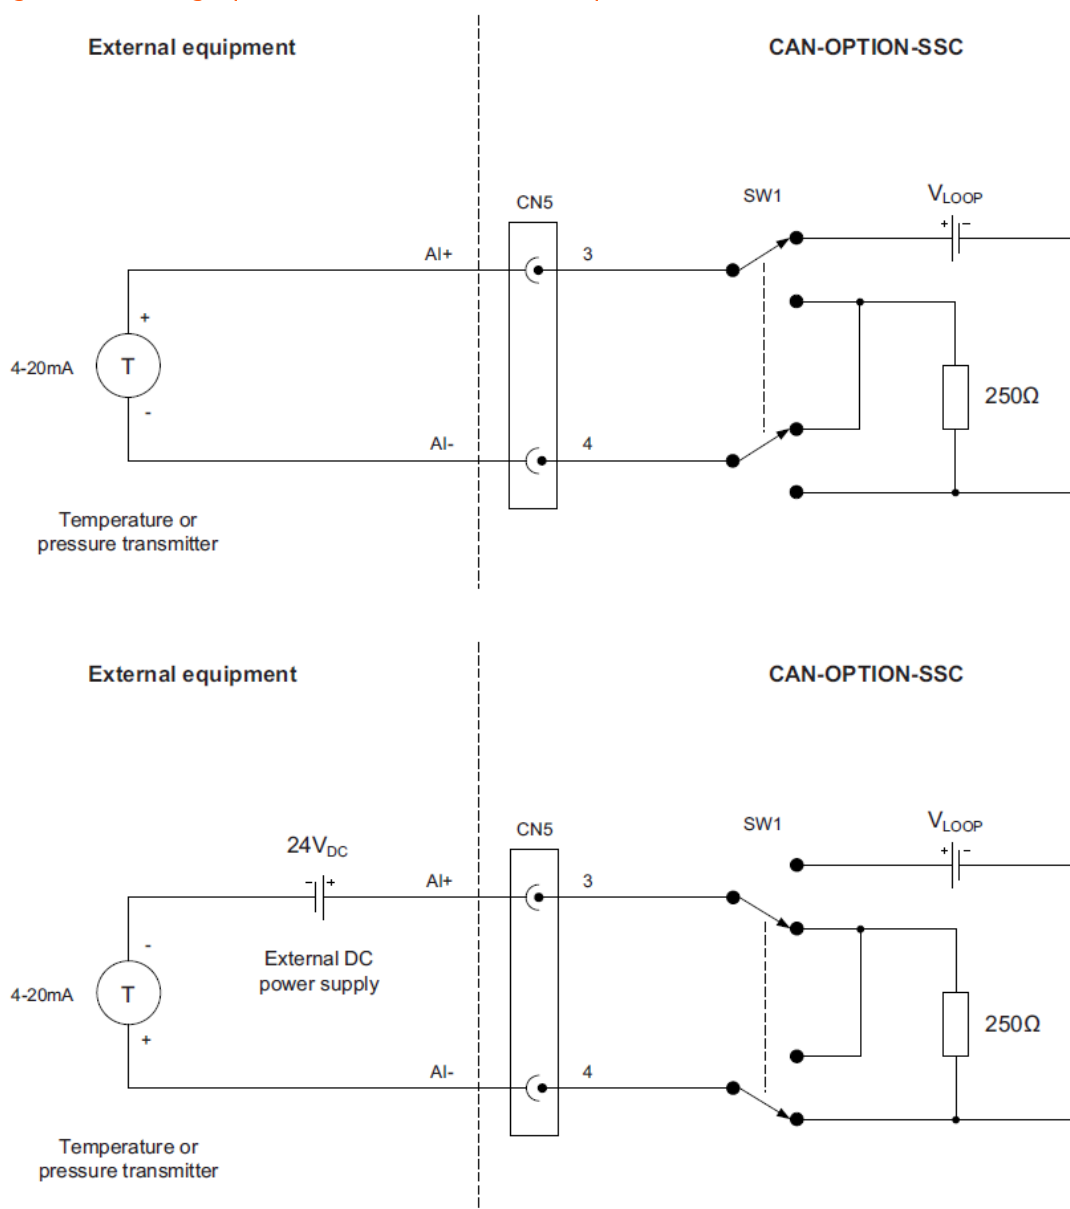 External equipment
CAN-OPTION-SSC
CN5
SW1
VLOOP
+ -
AI+
3
+
4-20mA
T
250Ω
-
AI-
4
Temperature or
pressure transmitter
External equipment
CAN-OPTION-SSC
CN5
SW1
VLOOP
+ -
24VDC
- +
AI+
3
-
External DC
power supply
4-20mA
T
250Ω
+
AI-
4
Temperature or
pressure transmitter